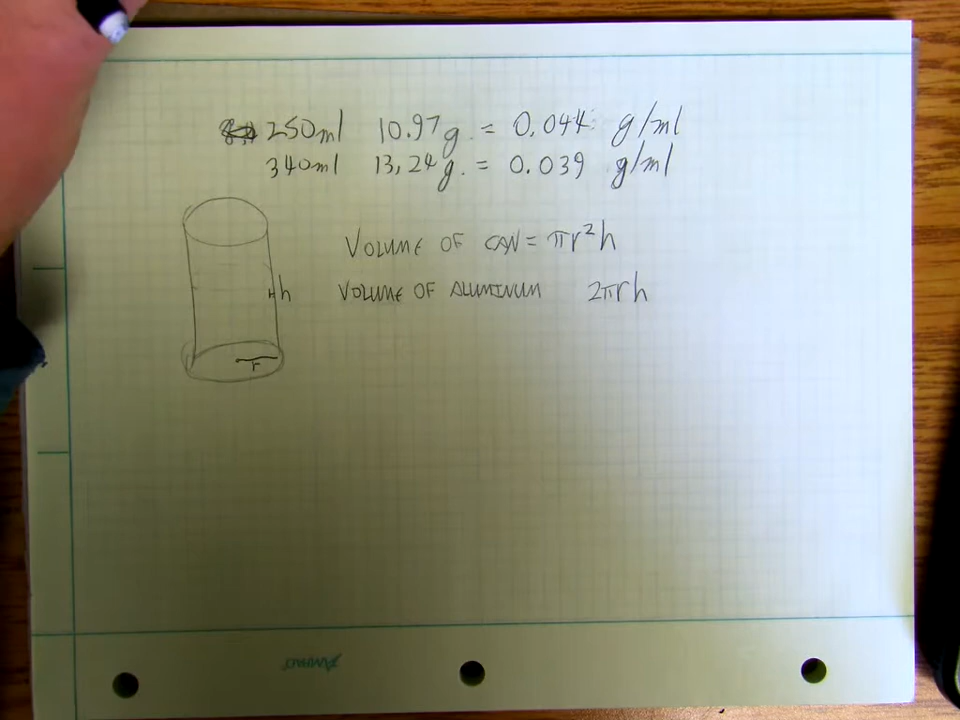 250ml 10.97g. = 0.044 g/ml
340ml 13,24g. = 0.039 g/ml
VOLUME OF CAN = πr²h
h
VOLUME OF ALUMINUM 2πrh
r
AMPAD